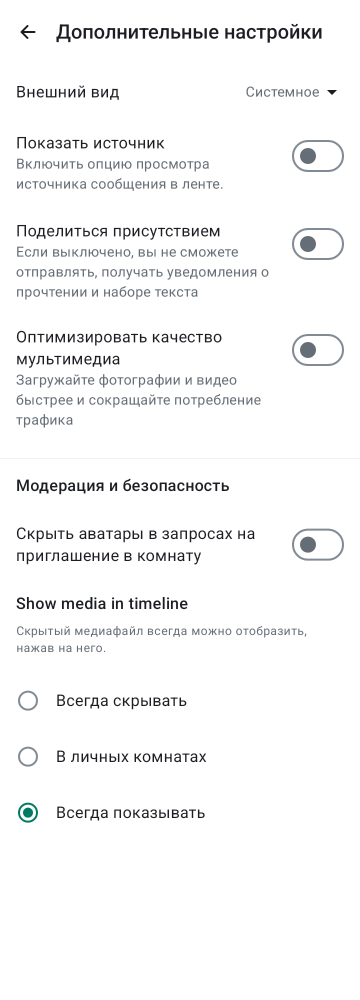 Дополнительные настройки
Внешний вид
Системное
Показать источник
Включить опцию просмотра
источника сообщения в ленте.
Поделиться присутствием
Если выключено, вы не сможете
отправлять, получать уведомления о
прочтении и наборе текста
Оптимизировать качество
мультимедиа
Загружайте фотографии и видео
быстрее и сокращайте потребление
трафика
Модерация и безопасность
Скрыть аватары в запросах на
приглашение в комнату
Show media in timeline
Скрытый медиафайл всегда можно отобразить,
нажав на него.
Всегда скрывать
В личных комнатах
Всегда показывать